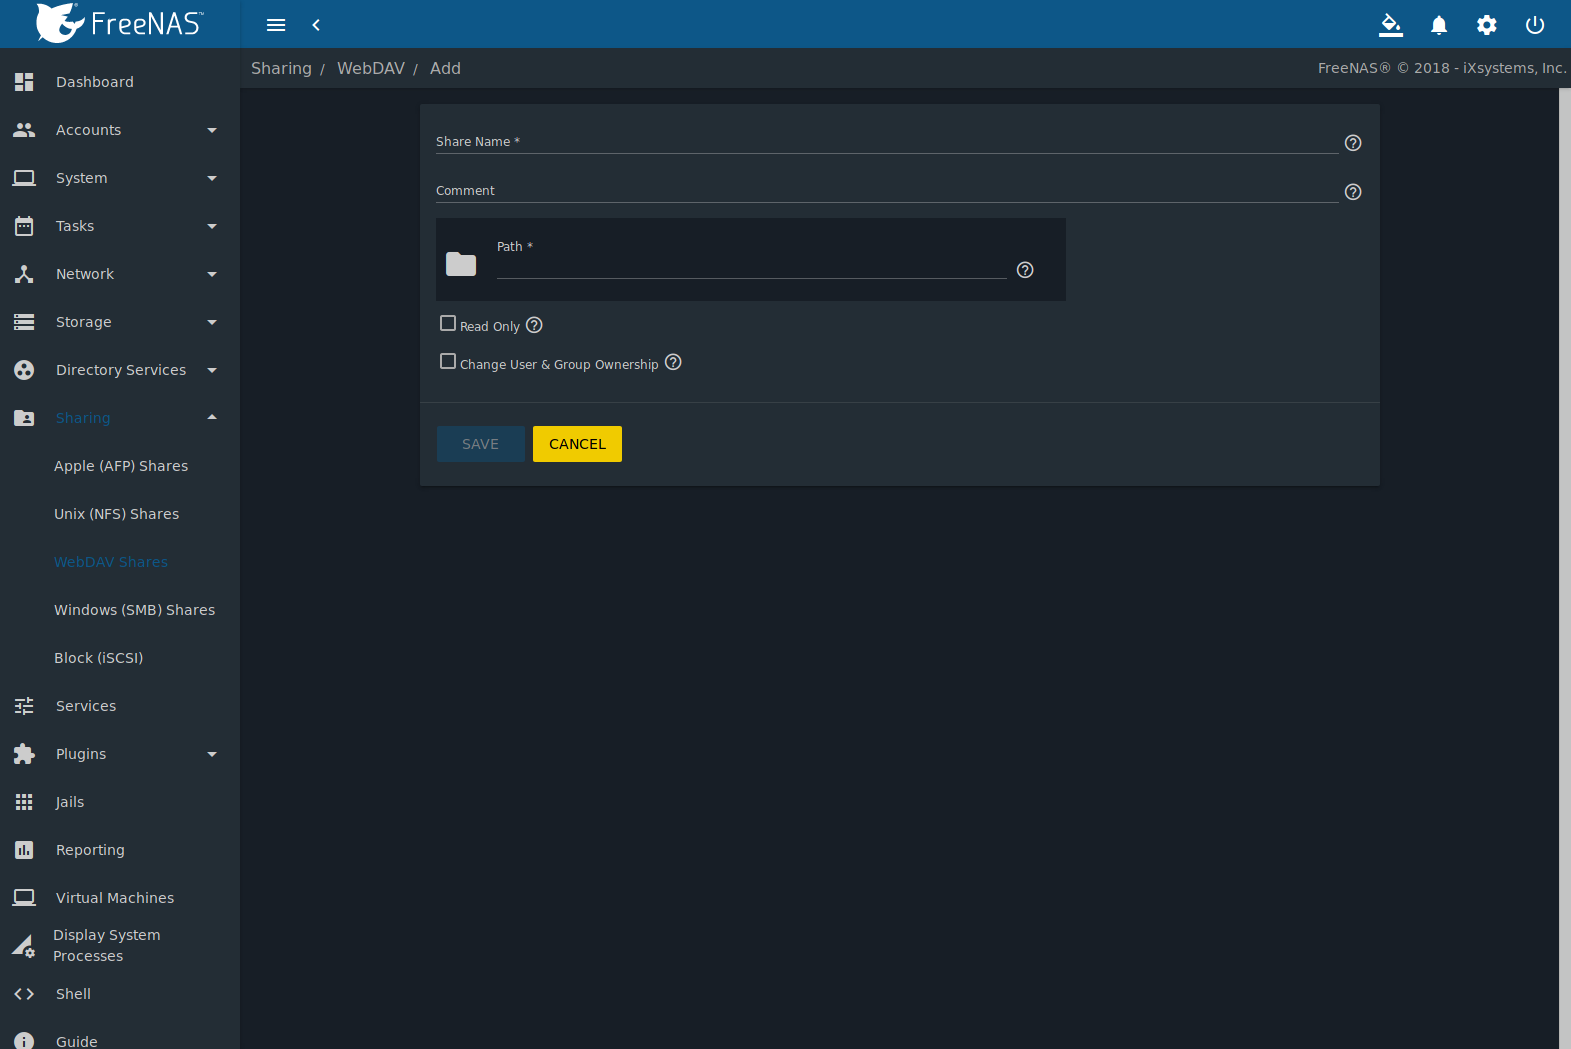 FreeNAS™
Sharing / WebDAV / Add
FreeNAS® © 2018 - iXsystems, Inc.
Dashboard
Accounts
System
Tasks
Network
Storage
Directory Services
Sharing
Apple (AFP) Shares
Unix (NFS) Shares
WebDAV Shares
Windows (SMB) Shares
Block (iSCSI)
Services
Plugins
Jails
Reporting
Virtual Machines
Display System
Processes
Shell
Guide
Share Name *
Comment
Path *
Read Only
Change User & Group Ownership
SAVE
CANCEL